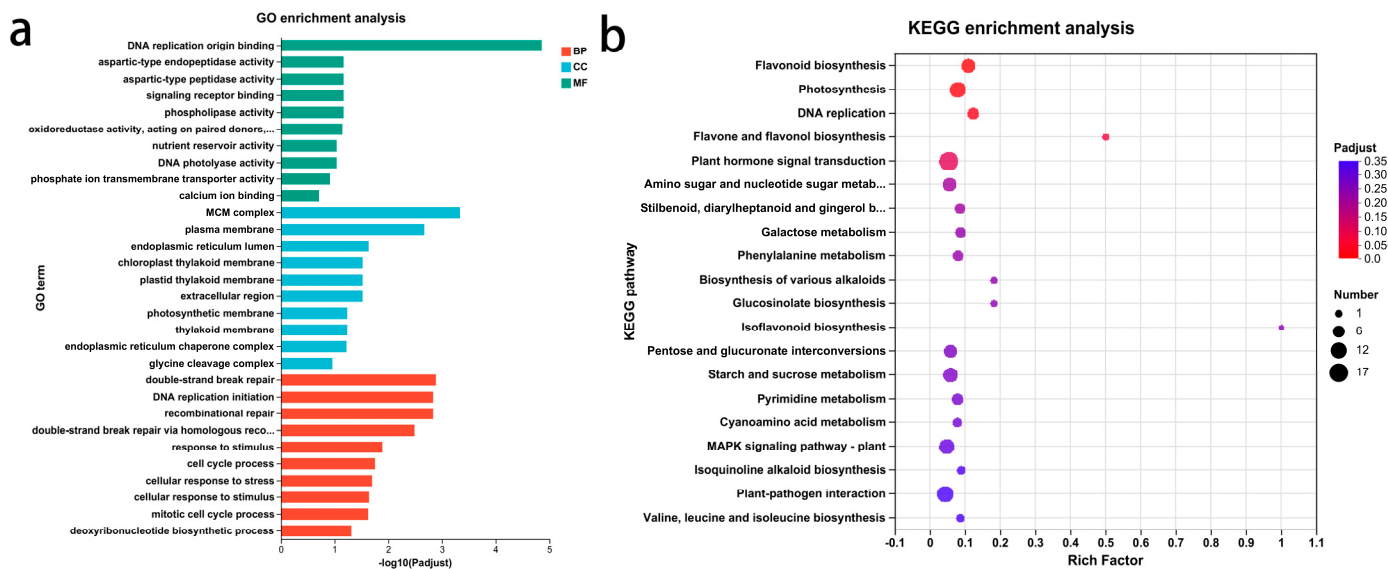 a
GO enrichment analysis
DNA replication origin binding
aspartic-type endopeptidase activity
aspartic-type peptidase activity
signaling receptor binding
phospholipase activity
oxidoreductase activity, acting on paired donors,...
nutrient reservoir activity
DNA photolyase activity
phosphate ion transmembrane transporter activity
calcium ion binding
MCM complex
plasma membrane
endoplasmic reticulum lumen
chloroplast thylakoid membrane
plastid thylakoid membrane
extracellular region
photosynthetic membrane
thylakoid membrane
endoplasmic reticulum chaperone complex
glycine cleavage complex
double-strand break repair
DNA replication initiation
recombinational repair
double-strand break repair via homologous reco...
response to stimulus
cell cycle process
cellular response to stress
cellular response to stimulus
mitotic cell cycle process
deoxyribonucleotide biosynthetic process
GO term
0 1 2 3 4 5
-log10(Padjust)
BP
CC
MF
b
KEGG enrichment analysis
Flavonoid biosynthesis
Photosynthesis
DNA replication
Flavone and flavonol biosynthesis
Plant hormone signal transduction
Amino sugar and nucleotide sugar metab...
Stilbenoid, diarylheptanoid and gingerol b...
Galactose metabolism
Phenylalanine metabolism
Biosynthesis of various alkaloids
Glucosinolate biosynthesis
Isoflavonoid biosynthesis
Pentose and glucuronate interconversions
Starch and sucrose metabolism
Pyrimidine metabolism
Cyanoamino acid metabolism
MAPK signaling pathway - plant
Isoquinoline alkaloid biosynthesis
Plant-pathogen interaction
Valine, leucine and isoleucine biosynthesis
KEGG pathway
-0.1 0 0.1 0.2 0.3 0.4 0.5 0.6 0.7 0.8 0.9 1.0 1.1
Rich Factor
Padjust
0.35
0.30
0.25
0.20
0.15
0.10
0.05
0.0
Number
1
6
12
17